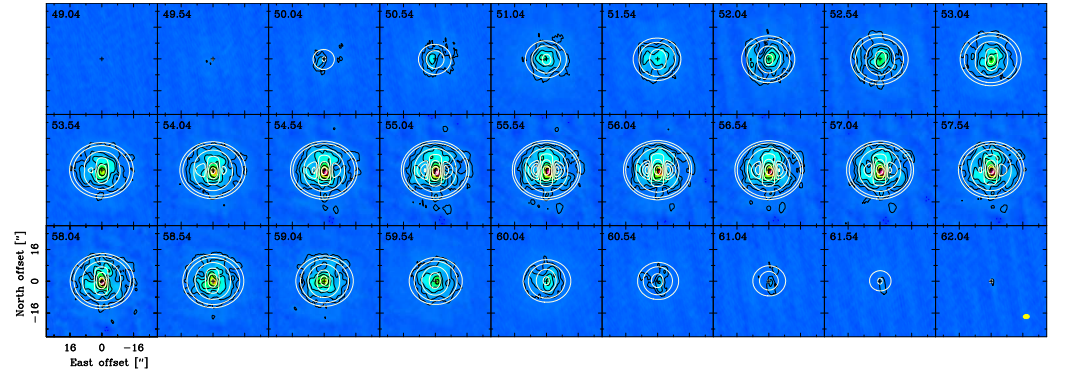 49.04 49.54 50.04 50.54 51.04 51.54 52.04 52.54 53.04
53.54 54.04 54.54 55.04 55.54 56.04 56.54 57.04 57.54
58.04 58.54 59.04 59.54 60.04 60.54 61.04 61.54 62.04
North offset ["]
16
0
−16
16 0 −16
East offset ["]